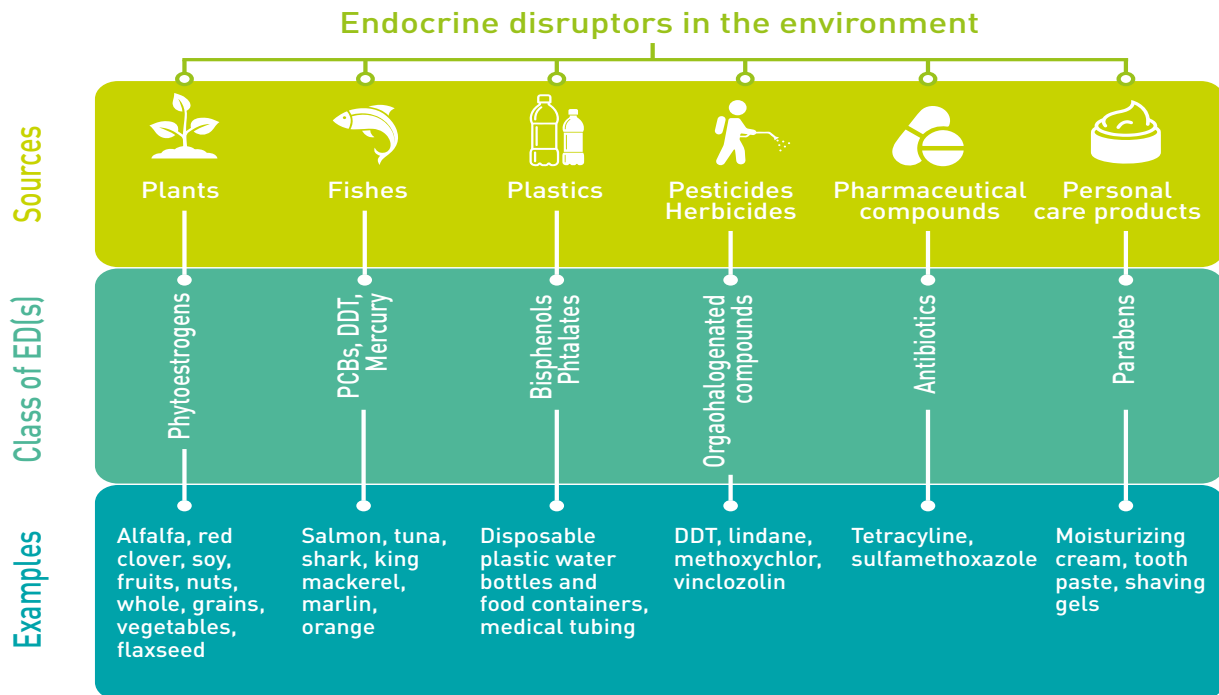 Endocrine disruptors in the environment
Sources
Plants
Fishes
Plastics
Pesticides
Herbicides
Pharmaceutical
compounds
Personal
care products
Class of ED(s)
Phytoestrogens
PCBs, DDT,
Mercury
Bisphenols
Phtalates
Orgaohalogenated
compounds
Antibiotics
Parabens
Examples
Alfalfa, red
clover, soy,
fruits, nuts,
whole, grains,
vegetables,
flaxseed
Salmon, tuna,
shark, king
mackerel,
marlin,
orange
Disposable
plastic water
bottles and
food containers,
medical tubing
DDT, lindane,
methoxychlor,
vinclozolin
Tetracyline,
sulfamethoxazole
Moisturizing
cream, tooth
paste, shaving
gels